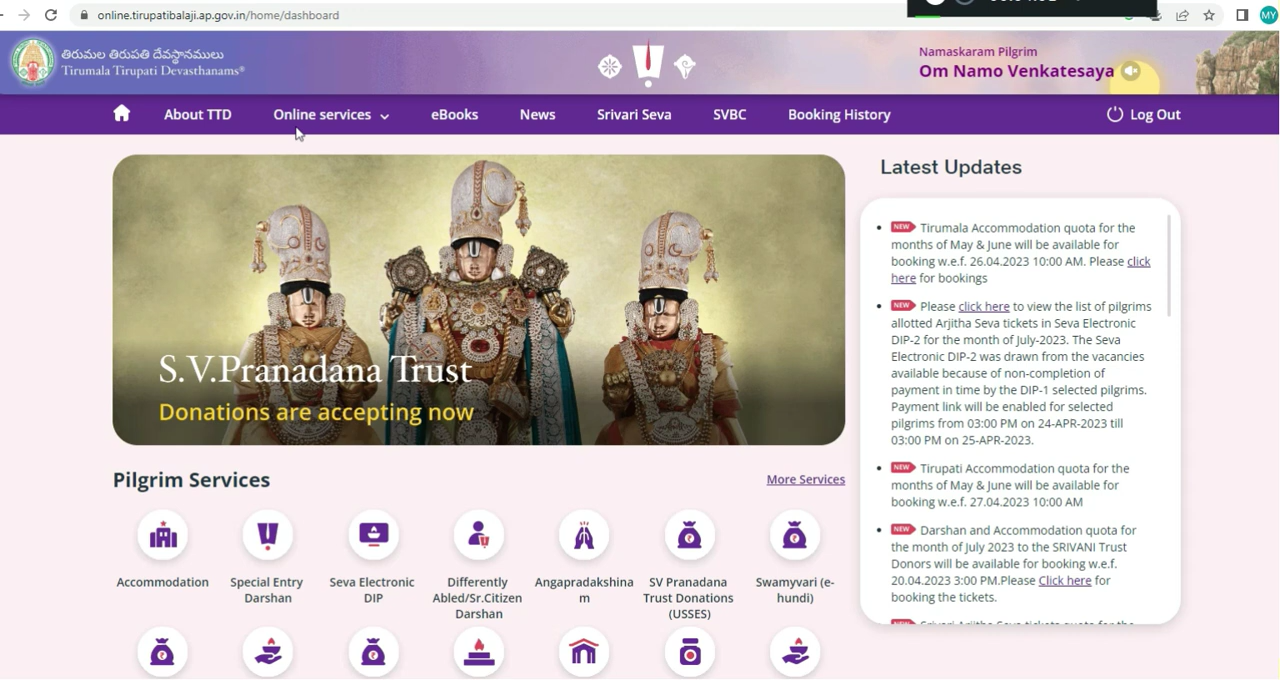 online.tirupatibalaji.ap.gov.in/home/dashboard
MY
తిరుమల తిరుపతి దేవస్థానములు
Tirumala Tirupati Devasthanams®
Namaskaram Pilgrim
Om Namo Venkatesaya
About TTD
Online services
eBooks
News
Srivari Seva
SVBC
Booking History
Log Out
S.V.Pranadana Trust
Donations are accepting now
Latest Updates
NEW Tirumala Accommodation quota for the
months of May & June will be available for
booking w.e.f. 26.04.2023 10:00 AM. Please click
here for bookings
NEW Please click here to view the list of pilgrims
allotted Arjitha Seva tickets in Seva Electronic
DIP-2 for the month of July-2023. The Seva
Electronic DIP-2 was drawn from the vacancies
available because of non-completion of
payment in time by the DIP-1 selected pilgrims.
Payment link will be enabled for selected
pilgrims from 03:00 PM on 24-APR-2023 till
03:00 PM on 25-APR-2023.
NEW Tirupati Accommodation quota for the
months of May & June will be available for
booking w.e.f. 27.04.2023 10:00 AM
NEW Darshan and Accommodation quota for
the month of July 2023 to the SRIVANI Trust
Donors will be available for booking w.e.f.
20.04.2023 3:00 PM.Please Click here for
booking the tickets.
Pilgrim Services
More Services
Accommodation
Special Entry
Darshan
Seva Electronic
DIP
Differently
Abled/Sr.Citizen
Darshan
Angapradakshina
m
SV Pranadana
Trust Donations
(USSES)
Swamyvari (e-
hundi)